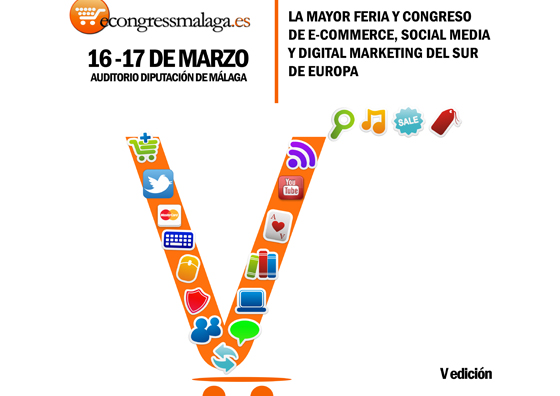 econgressmalaga.es
16 -17 DE MARZO
AUDITORIO DIPUTACIÓN DE MÁLAGA
LA MAYOR FERIA Y CONGRESO
DE E-COMMERCE, SOCIAL MEDIA
Y DIGITAL MARKETING DEL SUR
DE EUROPA
SALE
You
Tube
MasterCard
A
V edición